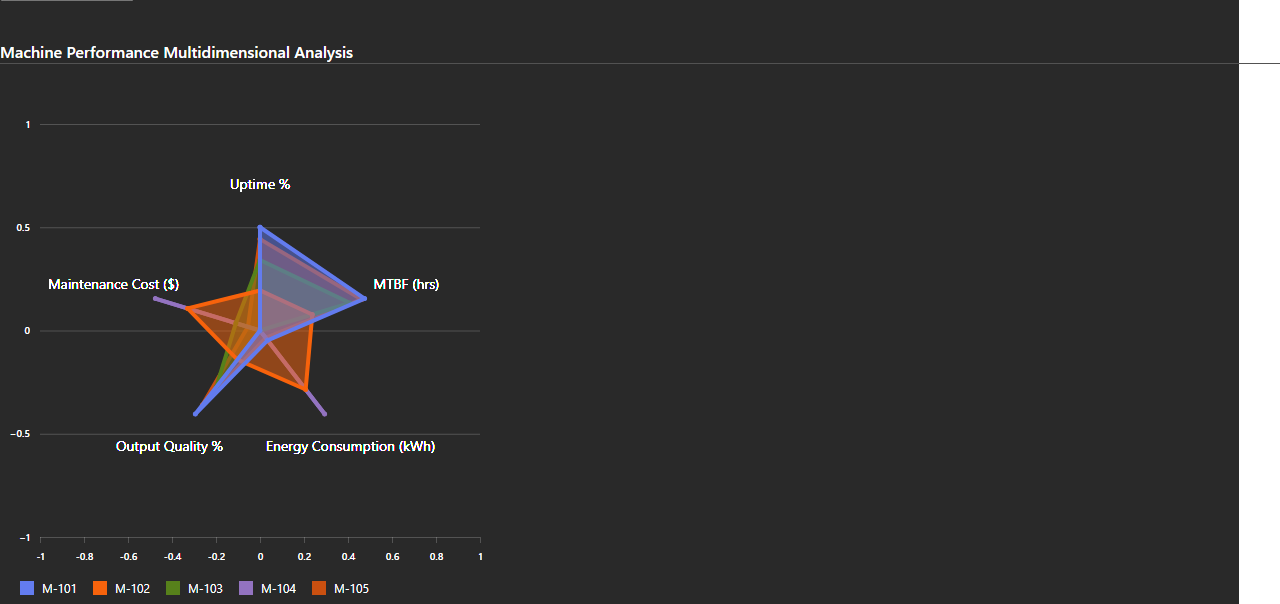 Machine Performance Multidimensional Analysis
1
Uptime %
0.5
Maintenance Cost ($)
MTBF (hrs)
0
−0.5
Output Quality %
Energy Consumption (kWh)
−1
-1 -0.8 -0.6 -0.4 -0.2 0 0.2 0.4 0.6 0.8 1
M-101 M-102 M-103 M-104 M-105